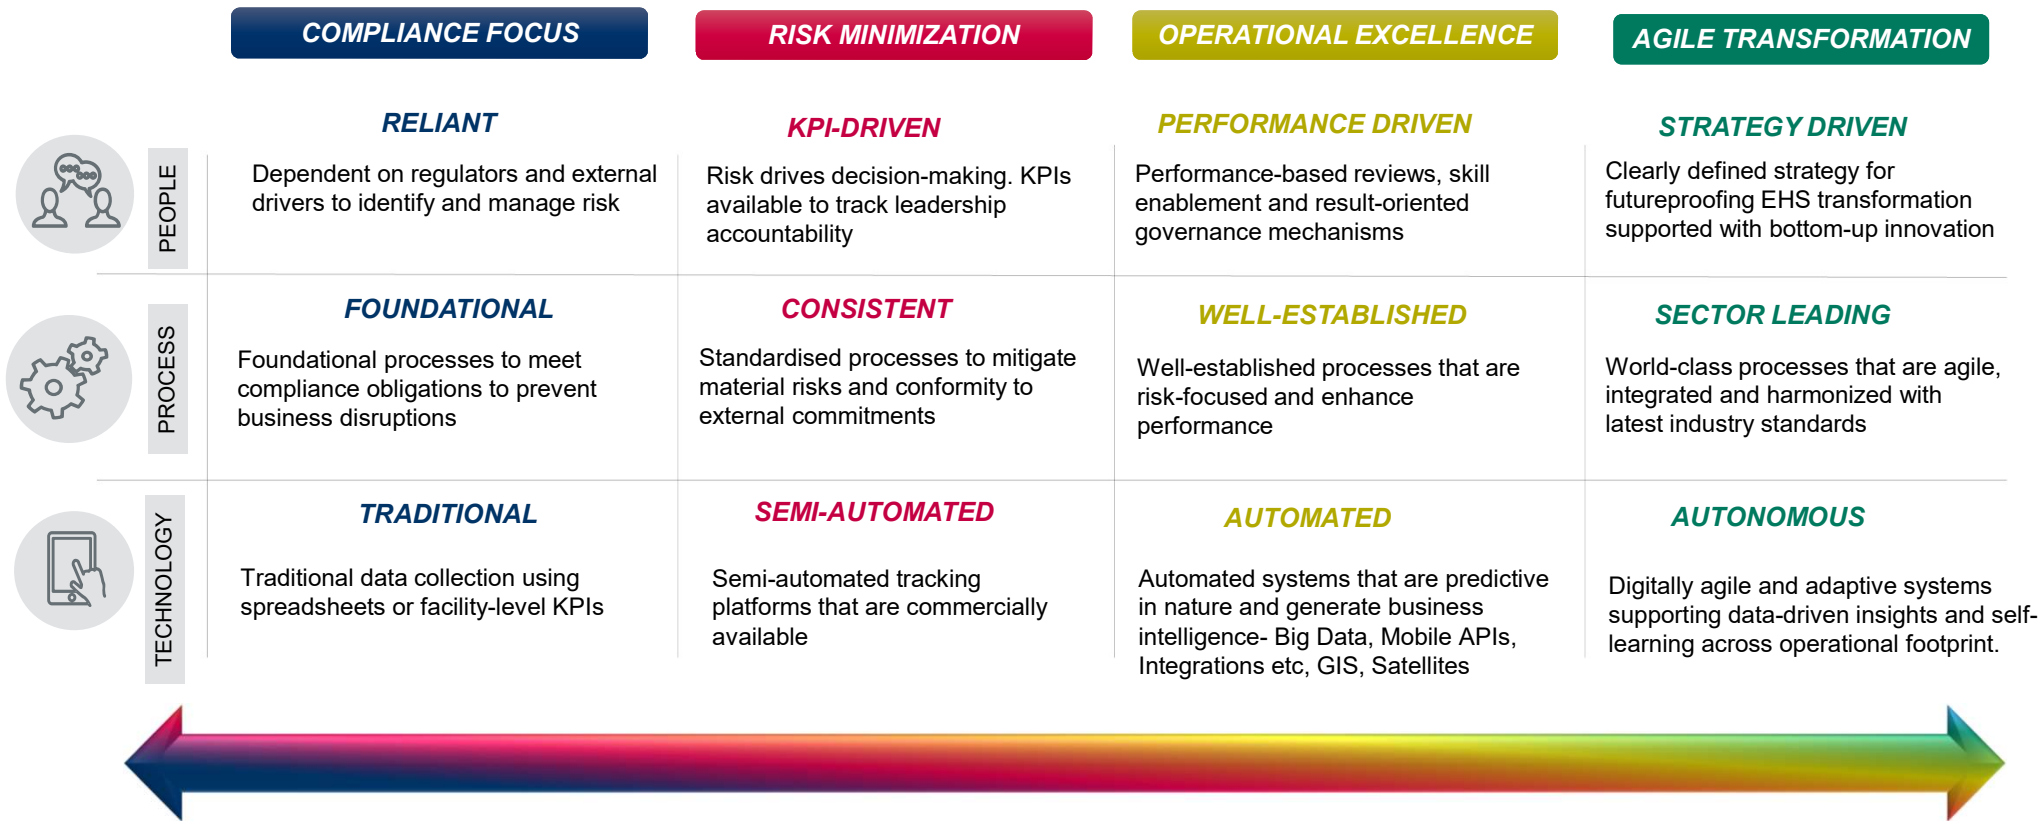 COMPLIANCE FOCUS
RISK MINIMIZATION
OPERATIONAL EXCELLENCE
AGILE TRANSFORMATION
PEOPLE
RELIANT
Dependent on regulators and external
drivers to identify and manage risk
KPI-DRIVEN
Risk drives decision-making. KPIs
available to track leadership
accountability
PERFORMANCE DRIVEN
Performance-based reviews, skill
enablement and result-oriented
governance mechanisms
STRATEGY DRIVEN
Clearly defined strategy for
futureproofing EHS transformation
supported with bottom-up innovation
PROCESS
FOUNDATIONAL
Foundational processes to meet
compliance obligations to prevent
business disruptions
CONSISTENT
Standardised processes to mitigate
material risks and conformity to
external commitments
WELL-ESTABLISHED
Well-established processes that are
risk-focused and enhance
performance
SECTOR LEADING
World-class processes that are agile,
integrated and harmonized with
latest industry standards
TECHNOLOGY
TRADITIONAL
Traditional data collection using
spreadsheets or facility-level KPIs
SEMI-AUTOMATED
Semi-automated tracking
platforms that are commercially
available
AUTOMATED
Automated systems that are predictive
in nature and generate business
intelligence- Big Data, Mobile APIs,
Integrations etc, GIS, Satellites
AUTONOMOUS
Digitally agile and adaptive systems
supporting data-driven insights and self-
learning across operational footprint.